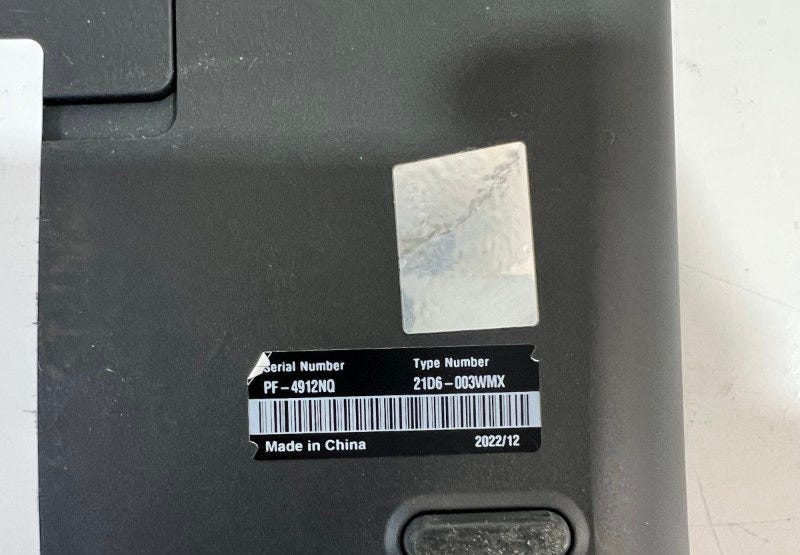 Serial Number Type Number
PF-4912NQ 21D6-003WMX
Made in China 2022/12